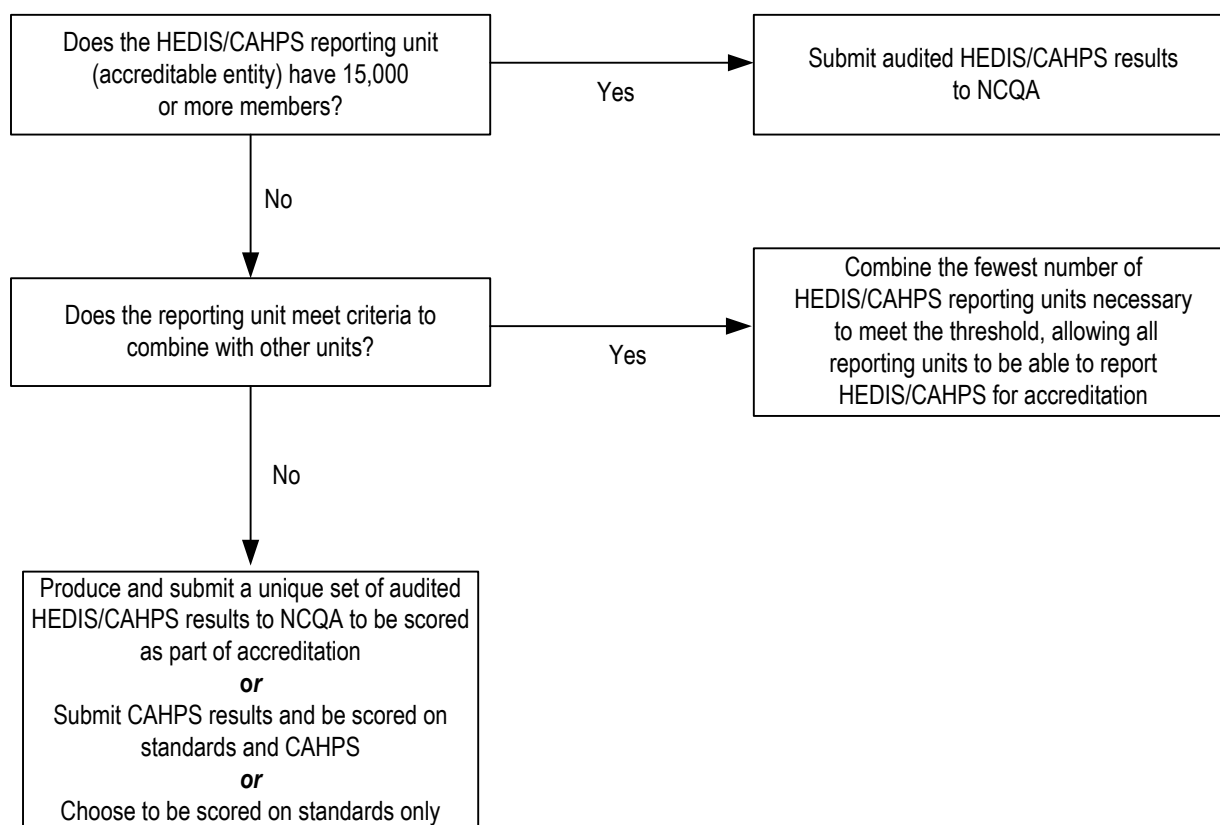 Does the HEDIS/CAHPS reporting unit
(accreditable entity) have 15,000
or more members?
Yes
Submit audited HEDIS/CAHPS results
to NCQA
No
Does the reporting unit meet criteria to
combine with other units?
Yes
Combine the fewest number of
HEDIS/CAHPS reporting units necessary
to meet the threshold, allowing all
reporting units to be able to report
HEDIS/CAHPS for accreditation
No
Produce and submit a unique set of audited
HEDIS/CAHPS results to NCQA to be scored
as part of accreditation
or
Submit CAHPS results and be scored on
standards and CAHPS
or
Choose to be scored on standards only